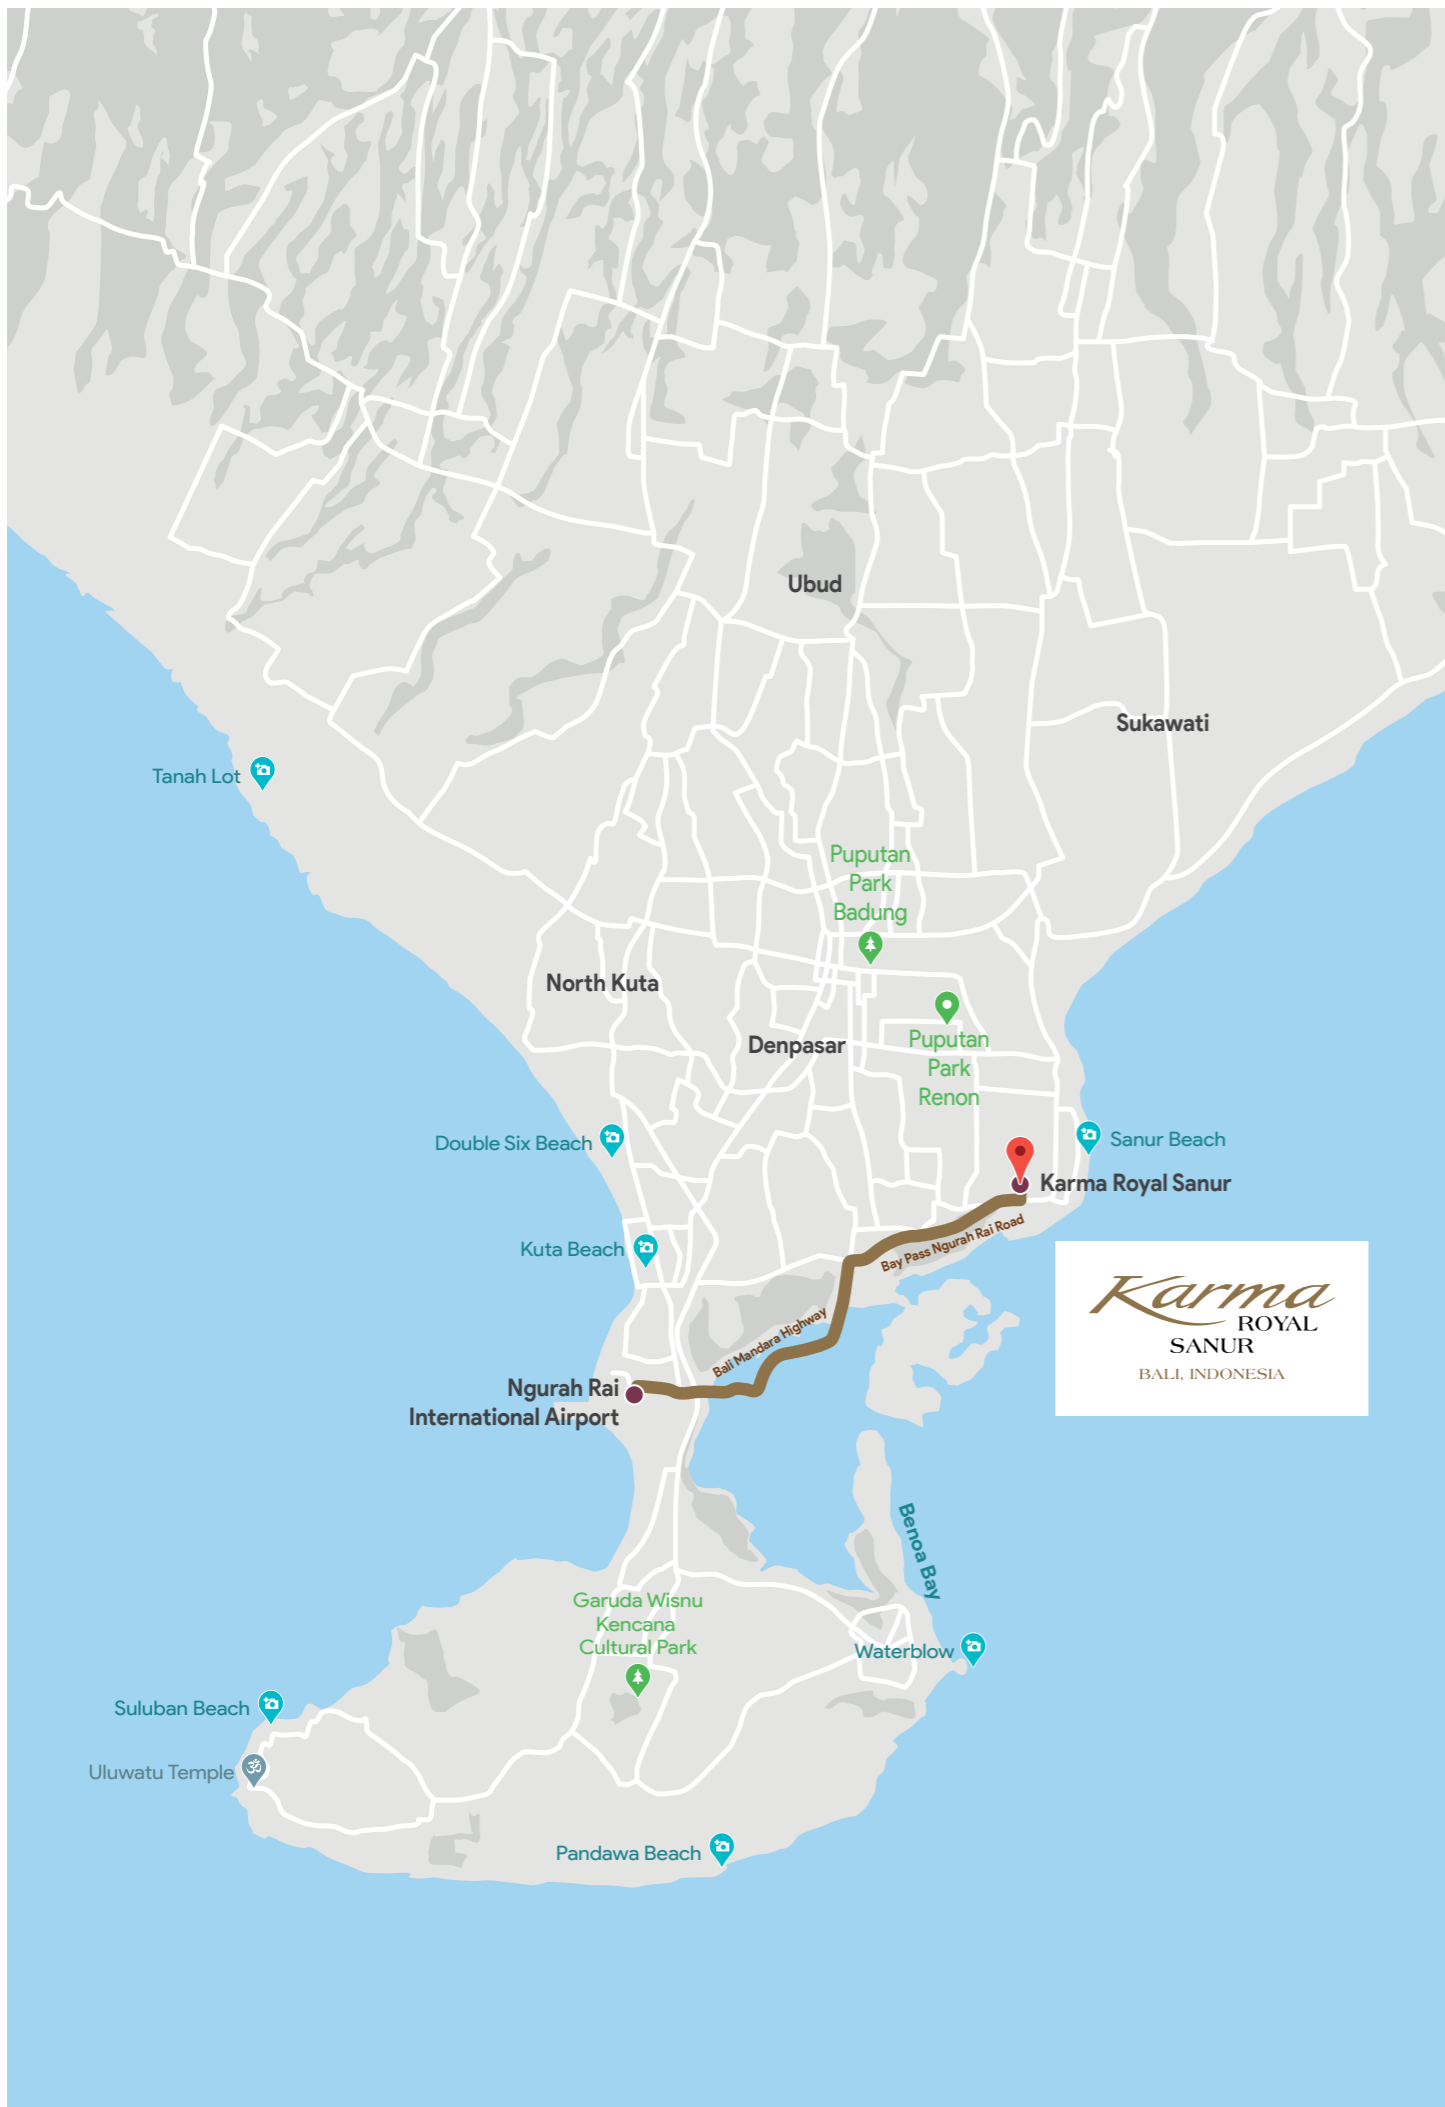 Ubud
Sukawati
Tanah Lot
Puputan
Park
Badung
North Kuta
Denpasar
Puputan
Park
Renon
Double Six Beach
Sanur Beach
Karma Royal Sanur
Bay Pass Ngurah Rai Road
Kuta Beach
Karma
ROYAL
SANUR
BALI, INDONESIA
Bali Mandara Highway
Ngurah Rai
International Airport
Benoa Bay
Garuda Wisnu
Kencana
Cultural Park
Waterblow
Suluban Beach
Uluwatu Temple
ॐ
Pandawa Beach